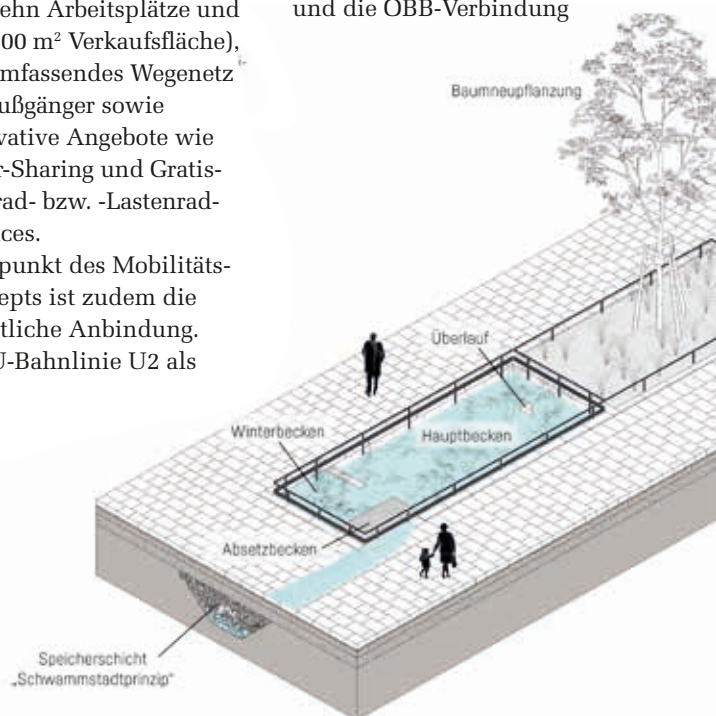 ehn Arbeitsplätze und
00 m² Verkaufsfläche),
mfassendes Wegenetz
ußgänger sowie
vative Angebote wie
r-Sharing und Gratis-
rad- bzw. -Lastenrad-
ices.
punkt des Mobilitäts-
epts ist zudem die
tliche Anbindung.
U-Bahnlinie U2 als
und die ÖBB-Verbindung
Baumneupflanzung
Überlauf
Winterbecken
Hauptbecken
Absetzbecken
Speicherschicht
„Schwammstadtprinzip“